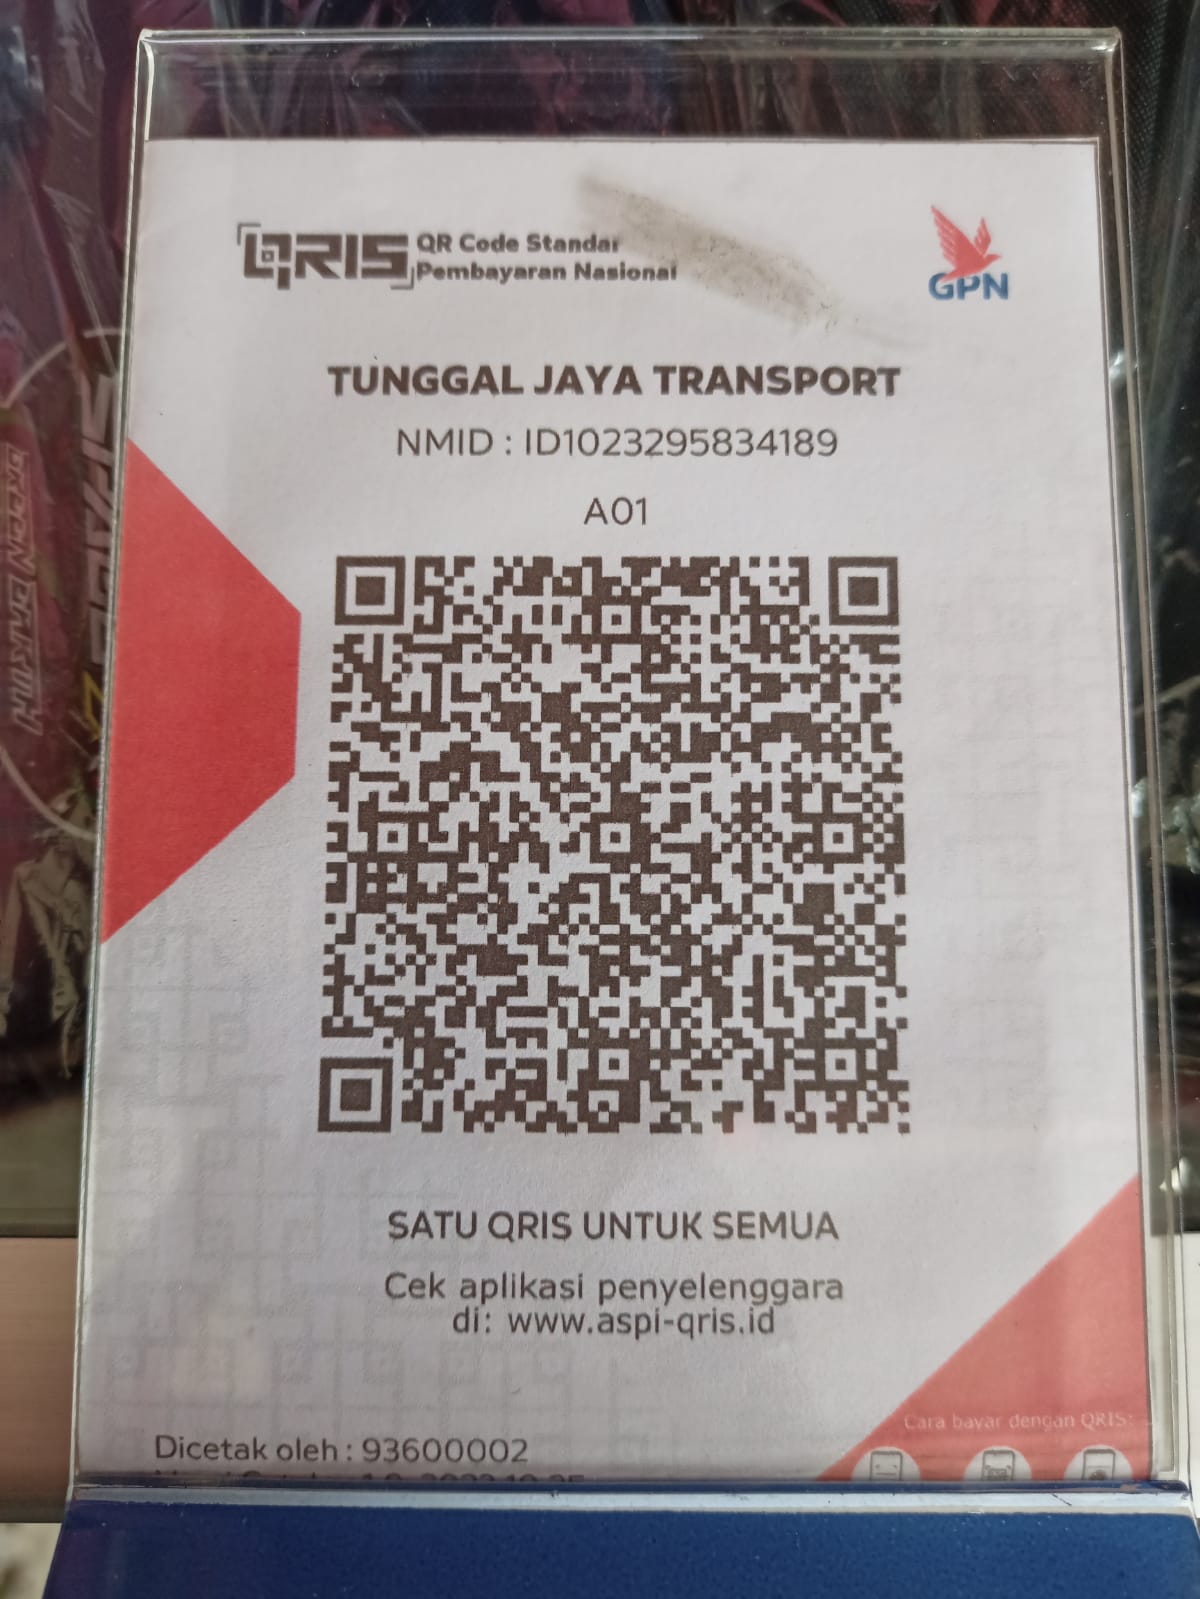 QRIS QR Code Standar
Pembayaran Nasional
GPN
TUNGGAL JAYA TRANSPORT
NMID : ID1023295834189
A01
SATU QRIS UNTUK SEMUA
Cek aplikasi penyelenggara
di: www.aspi-qris.id
Cara bayar dengan QRIS:
Dicetak oleh : 93600002